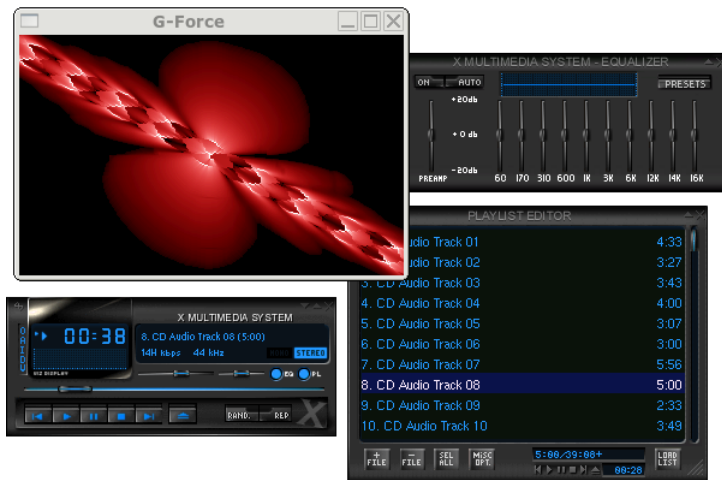 G-Force
X MULTIMEDIA SYSTEM - EQUALIZER
ON AUTO PRESETS
+20db
+ 0 db
-20db
PREAMP 60 170 310 600 1K 3K 6K 12K 14K 16K
PLAYLIST EDITOR
CD Audio Track 01 4:33
CD Audio Track 02 3:27
3. CD Audio Track 03 3:43
4. CD Audio Track 04 4:00
5. CD Audio Track 05 3:07
6. CD Audio Track 06 3:00
7. CD Audio Track 07 5:56
8. CD Audio Track 08 5:00
9. CD Audio Track 09 2:33
10. CD Audio Track 10 3:49
+ FILE - FILE SEL ALL MISC OPT. 5:00/39:08+ LOAD LIST
00:28
X MULTIMEDIA SYSTEM
O A I D V
00:38
8. CD Audio Track 08 (5:00)
14H kbps 44 kHz STEREO
VIZ DISPLAY
EQ PL
RAND. REP.
X